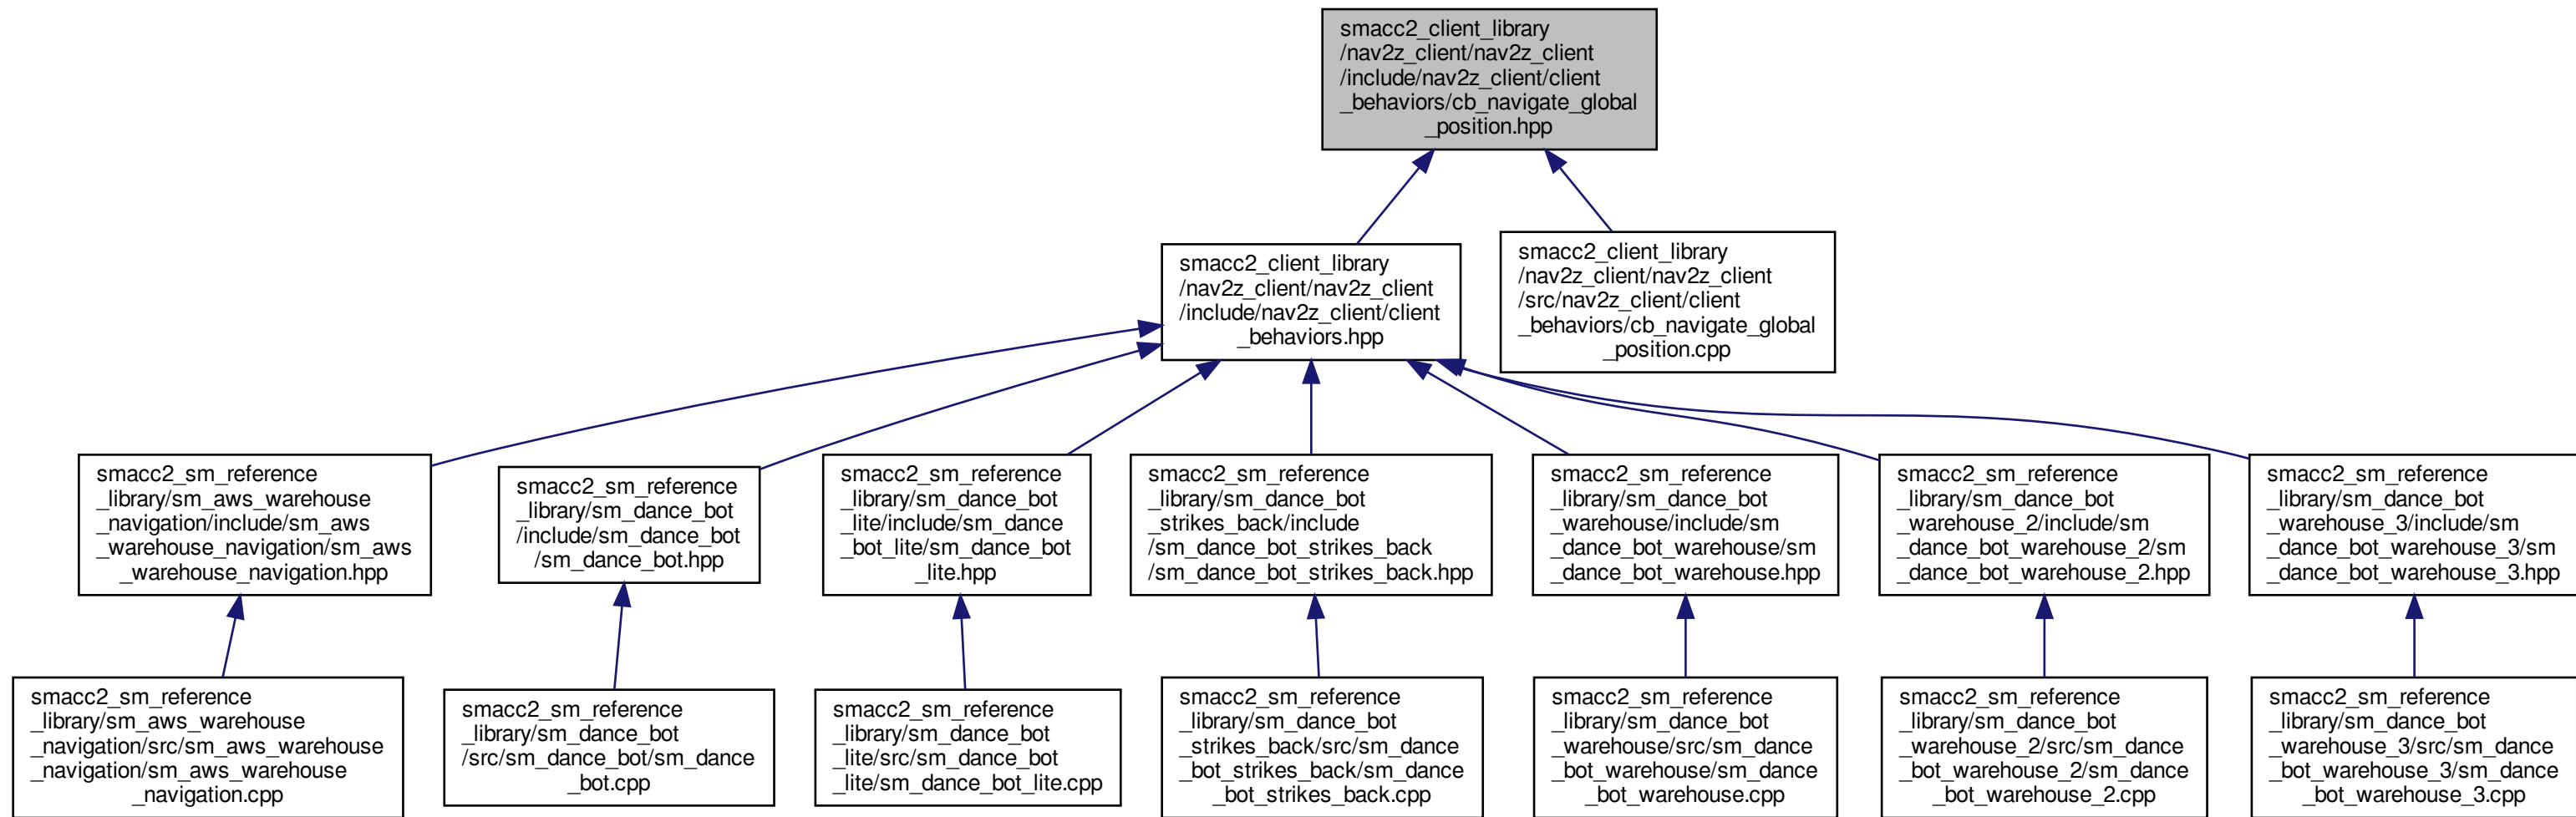 smacc2_client_library
/nav2z_client/nav2z_client
/include/nav2z_client/client
_behaviors/cb_navigate_global
_position.hpp
smacc2_client_library
/nav2z_client/nav2z_client
/include/nav2z_client/client
_behaviors.hpp
smacc2_client_library
/nav2z_client/nav2z_client
/src/nav2z_client/client
_behaviors/cb_navigate_global
_position.cpp
smacc2_sm_reference
_library/sm_aws_warehouse
_navigation/include/sm_aws
_warehouse_navigation/sm_aws
_warehouse_navigation.hpp
smacc2_sm_reference
_library/sm_dance_bot
/include/sm_dance_bot
/sm_dance_bot.hpp
smacc2_sm_reference
_library/sm_dance_bot
_lite/include/sm_dance
_bot_lite/sm_dance_bot
_lite.hpp
smacc2_sm_reference
_library/sm_dance_bot
_strikes_back/include
/sm_dance_bot_strikes_back
/sm_dance_bot_strikes_back.hpp
smacc2_sm_reference
_library/sm_dance_bot
_warehouse/include/sm
_dance_bot_warehouse/sm
_dance_bot_warehouse.hpp
smacc2_sm_reference
_library/sm_dance_bot
_warehouse_2/include/sm
_dance_bot_warehouse_2/sm
_dance_bot_warehouse_2.hpp
smacc2_sm_reference
_library/sm_dance_bot
_warehouse_3/include/sm
_dance_bot_warehouse_3/sm
_dance_bot_warehouse_3.hpp
smacc2_sm_reference
_library/sm_aws_warehouse
_navigation/src/sm_aws_warehouse
_navigation/sm_aws_warehouse
_navigation.cpp
smacc2_sm_reference
_library/sm_dance_bot
/src/sm_dance_bot/sm_dance
_bot.cpp
smacc2_sm_reference
_library/sm_dance_bot
_lite/src/sm_dance_bot
_lite/sm_dance_bot_lite.cpp
smacc2_sm_reference
_library/sm_dance_bot
_strikes_back/src/sm_dance
_bot_strikes_back/sm_dance
_bot_strikes_back.cpp
smacc2_sm_reference
_library/sm_dance_bot
_warehouse/src/sm_dance
_bot_warehouse/sm_dance
_bot_warehouse.cpp
smacc2_sm_reference
_library/sm_dance_bot
_warehouse_2/src/sm_dance
_bot_warehouse_2/sm_dance
_bot_warehouse_2.cpp
smacc2_sm_reference
_library/sm_dance_bot
_warehouse_3/src/sm_dance
_bot_warehouse_3/sm_dance
_bot_warehouse_3.cpp